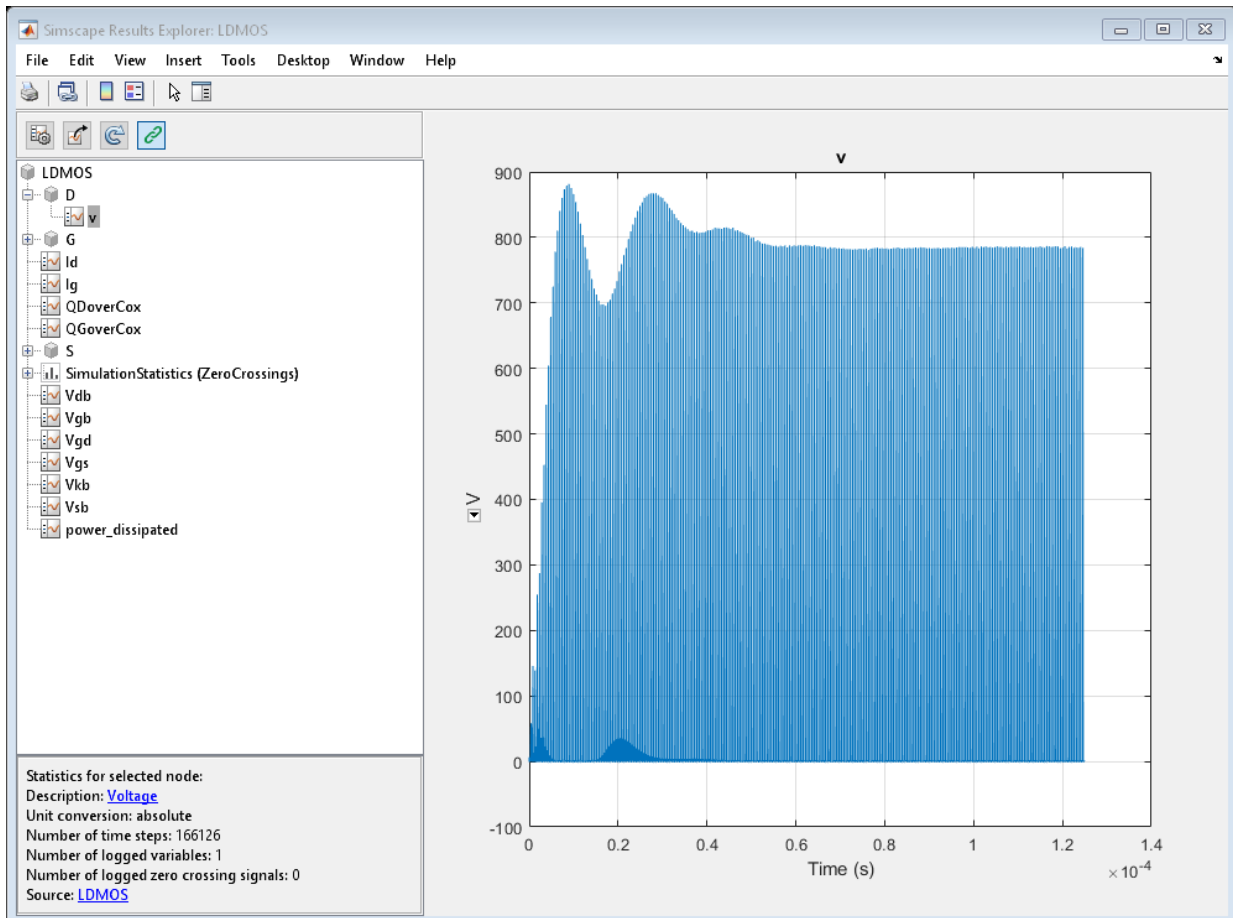 Simscape Results Explorer: LDMOS
File Edit View Insert Tools Desktop Window Help
LDMOS
D
v
G
Id
Ig
QDoverCox
QGoverCox
S
SimulationStatistics (ZeroCrossings)
Vdb
Vgb
Vgd
Vgs
Vkb
Vsb
power_dissipated
Statistics for selected node:
Description: Voltage
Unit conversion: absolute
Number of time steps: 166126
Number of logged variables: 1
Number of logged zero crossing signals: 0
Source: LDMOS
v
900
800
700
600
500
400
300
200
100
0
-100
V
0 0.2 0.4 0.6 0.8 1 1.2 1.4
Time (s)
× 10⁻⁴